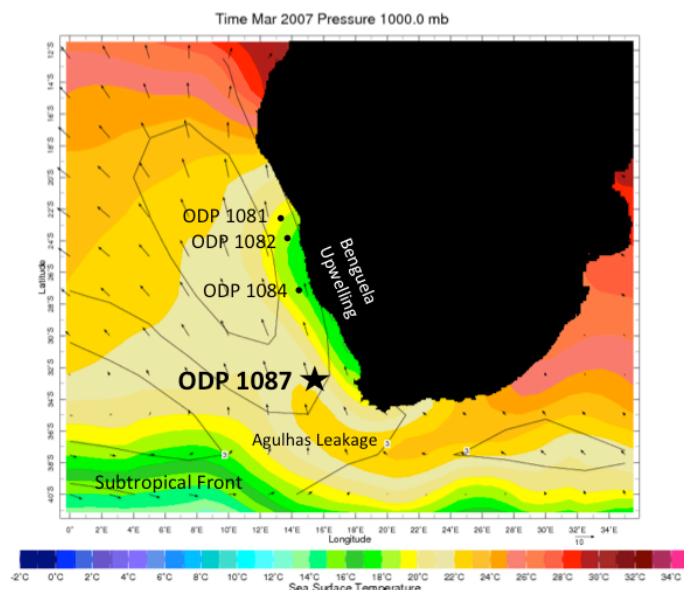 Time Mar 2007 Pressure 1000.0 mb
12°S
14°S
16°S
18°S
20°S
22°S
24°S
26°S
28°S
30°S
32°S
34°S
36°S
38°S
40°S
Latitude
ODP 1081
ODP 1082
ODP 1084
Benguela
Upwelling
ODP 1087
Agulhas Leakage
3
3
3
Subtropical Front
0°E 2°E 4°E 6°E 8°E 10°E 12°E 14°E 16°E 18°E 20°E 22°E 24°E 26°E 28°E 30°E 32°E 34°E
Longitude
10
-2°C 0°C 2°C 4°C 6°C 8°C 10°C 12°C 14°C 16°C 18°C 20°C 22°C 24°C 26°C 28°C 30°C 32°C 34°C
Sea Surface Temperature